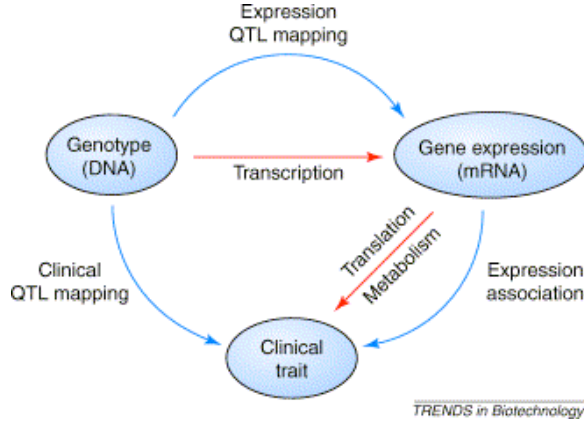 Expression
QTL mapping
Genotype
(DNA)
Transcription
Gene expression
(mRNA)
Translation
Metabolism
Clinical
QTL mapping
Expression
association
Clinical
trait
TRENDS in Biotechnology